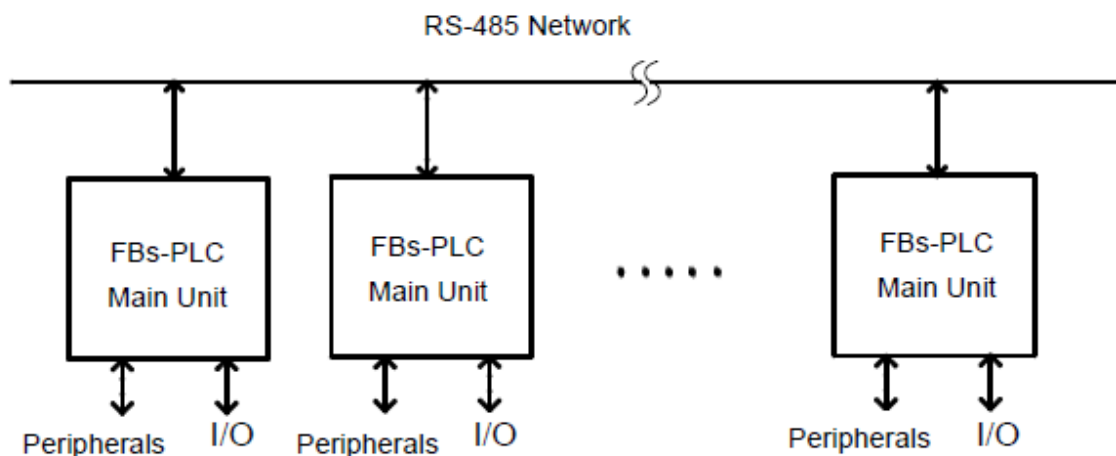 RS-485 Network
FBs-PLC
Main Unit
FBs-PLC
Main Unit
FBs-PLC
Main Unit
Peripherals
I/O
Peripherals
I/O
Peripherals
I/O